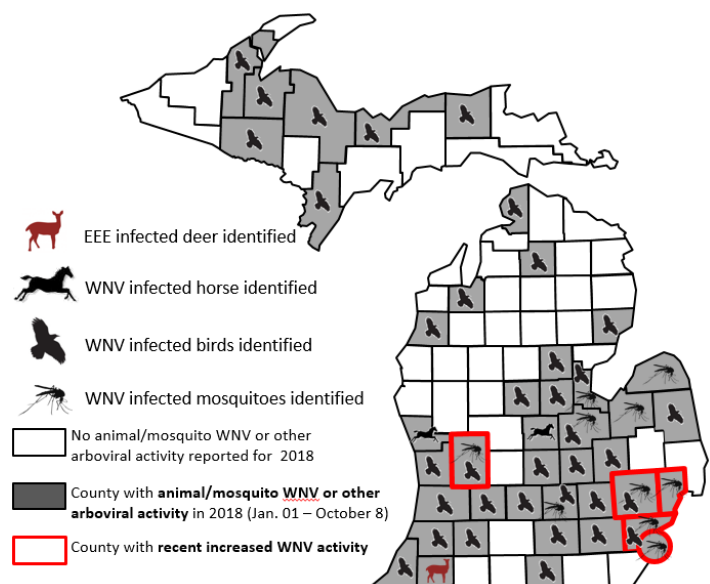 EEE infected deer identified
WNV infected horse identified
WNV infected birds identified
WNV infected mosquitoes identified
No animal/mosquito WNV or other
arboviral activity reported for 2018
County with animal/mosquito WNV or other
arboviral activity in 2018 (Jan. 01 – October 8)
County with recent increased WNV activity